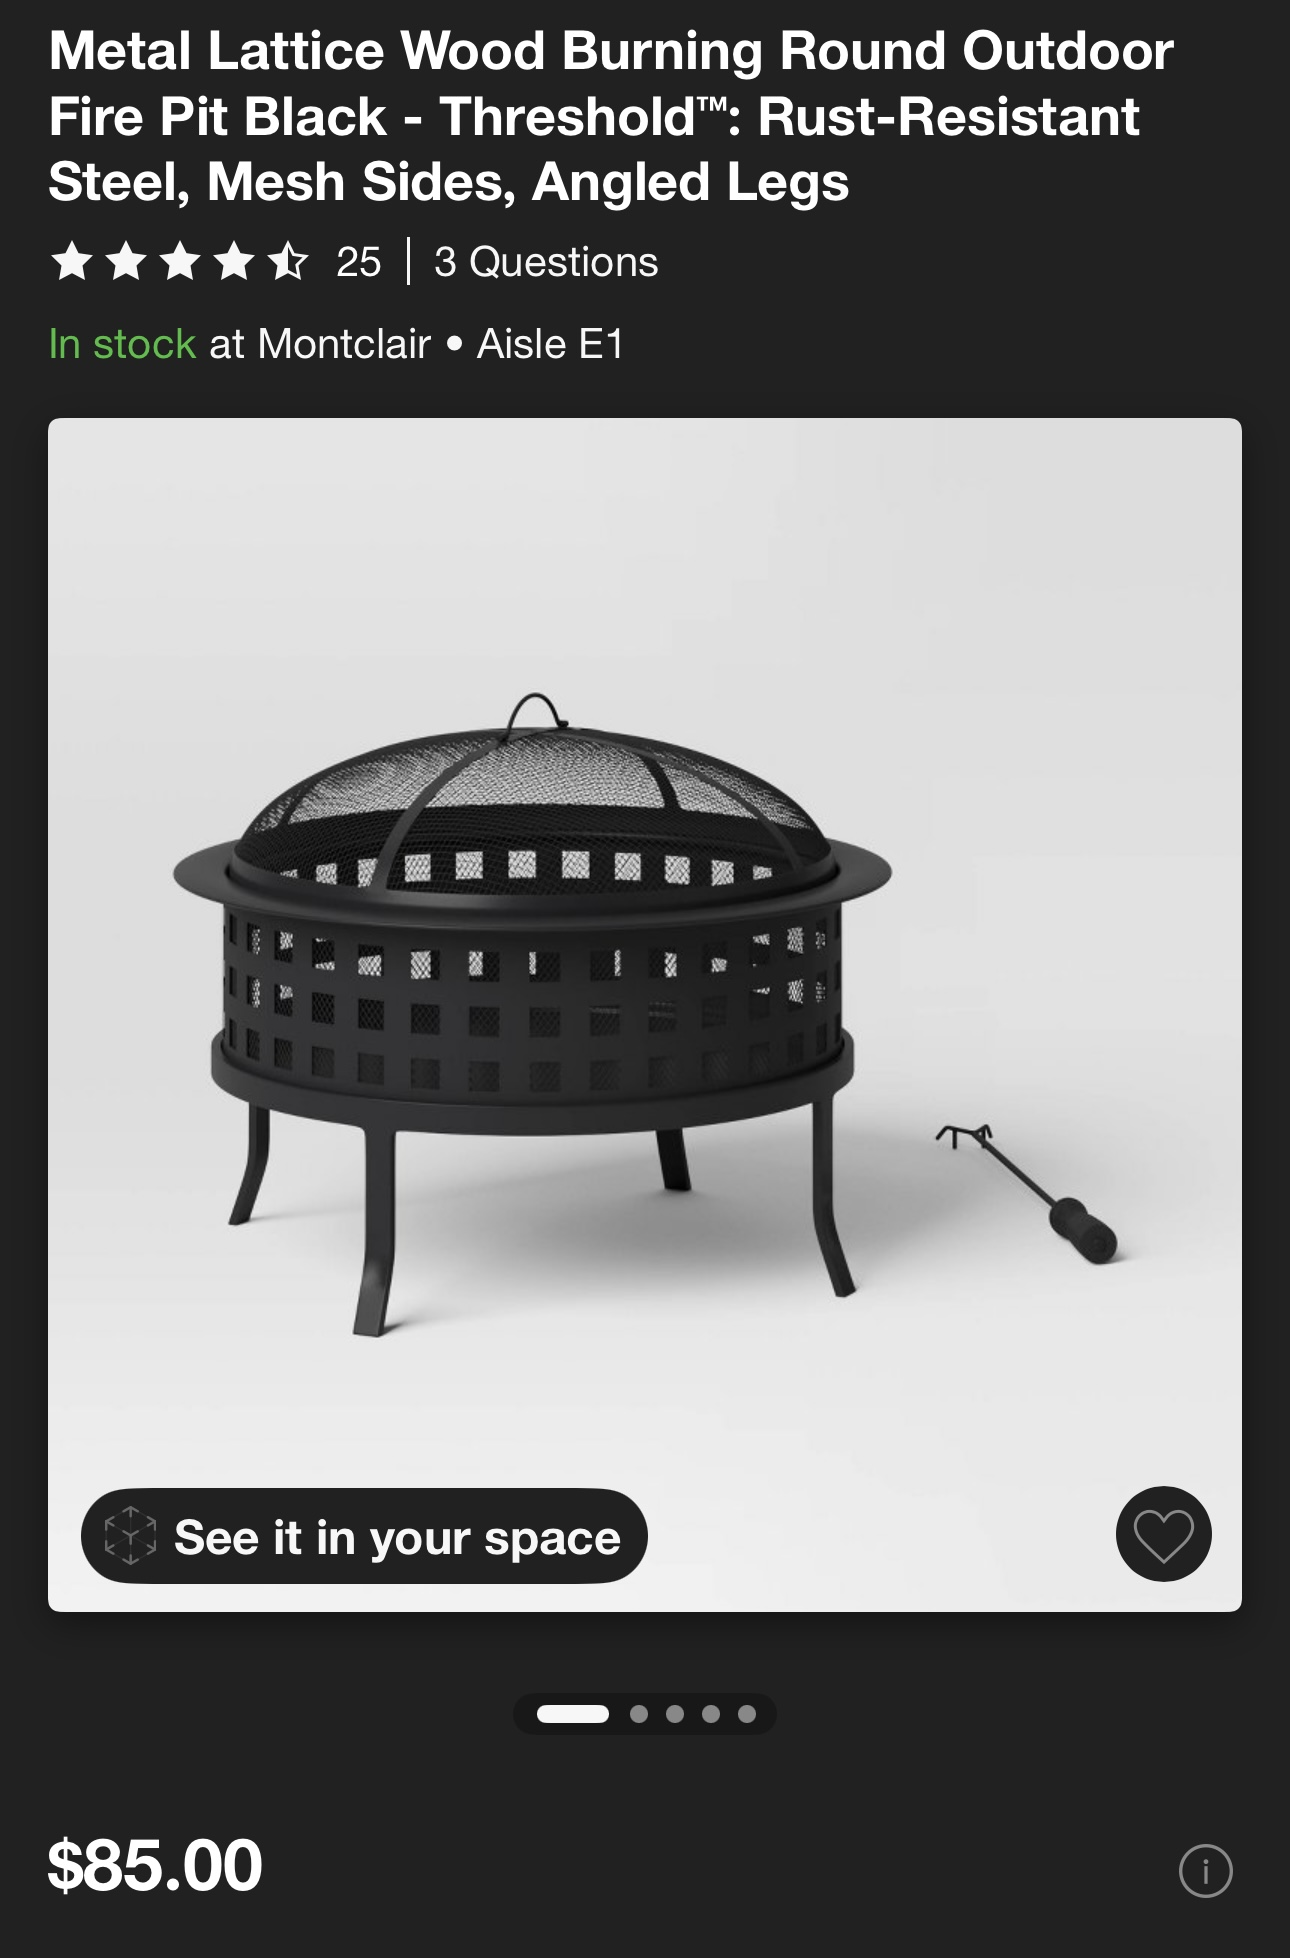 Metal Lattice Wood Burning Round Outdoor
Fire Pit Black - Threshold™: Rust-Resistant
Steel, Mesh Sides, Angled Legs
25 | 3 Questions
In stock at Montclair • Aisle E1
See it in your space
$85.00